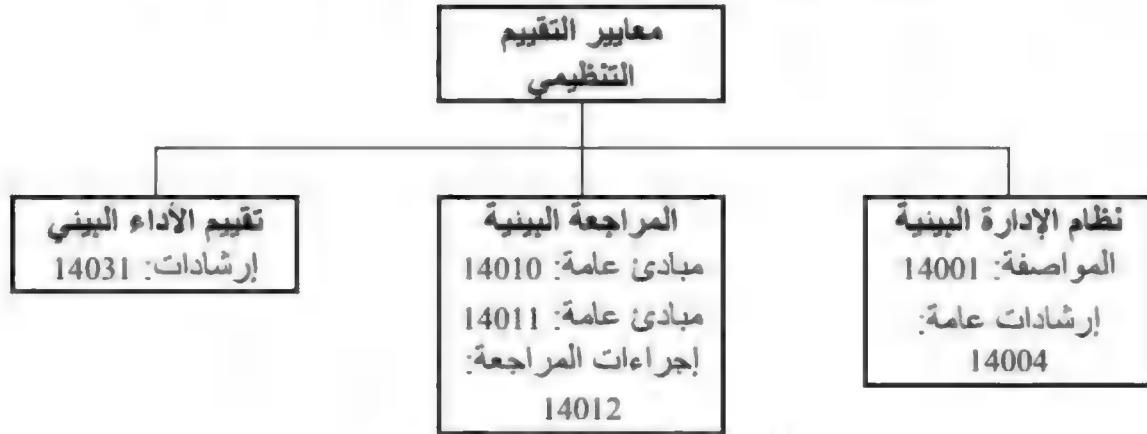 معايير التقييم
التنظيمي
نظام الإدارة البيئية
المواصفة: 14001
إرشادات عامة:
14004
المراجعة البيئية
مبادئ عامة: 14010
مبادئ عامة: 14011
إجراءات المراجعة:
14012
تقييم الأداء البيئي
إرشادات: 14031